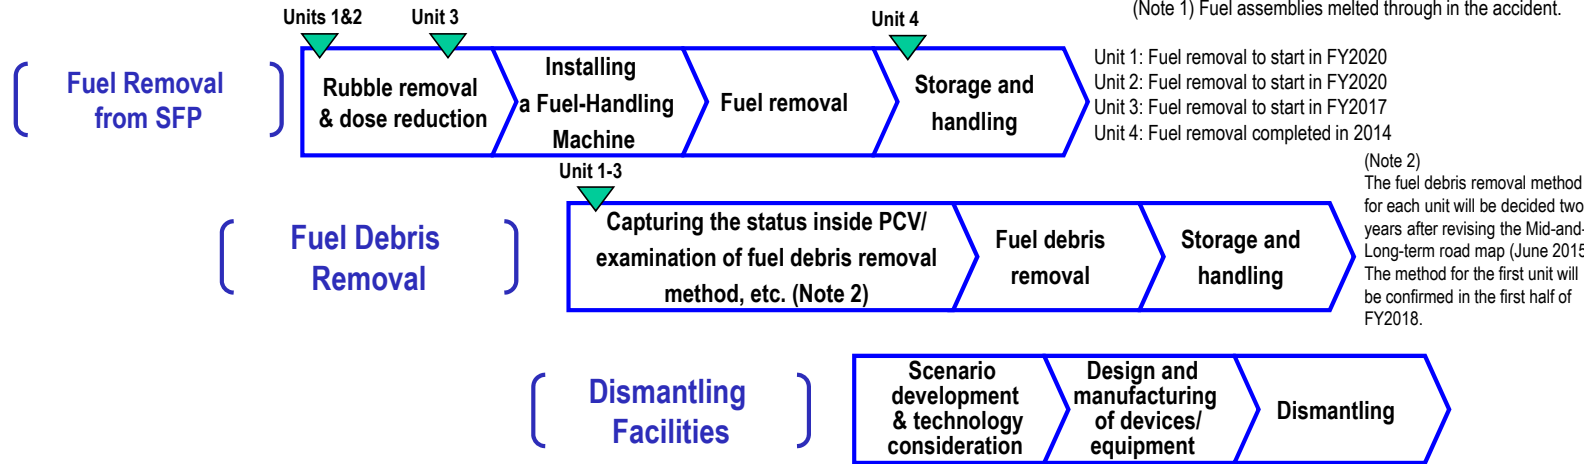 (Note 1) Fuel assemblies melted through in the accident.
Units 1&2
Unit 3
Unit 4
Fuel Removal
from SFP
Rubble removal
& dose reduction
Installing
a Fuel-Handling
Machine
Fuel removal
Storage and
handling
Unit 1: Fuel removal to start in FY2020
Unit 2: Fuel removal to start in FY2020
Unit 3: Fuel removal to start in FY2017
Unit 4: Fuel removal completed in 2014
Unit 1-3
Fuel Debris
Removal
Capturing the status inside PCV/
examination of fuel debris removal
method, etc. (Note 2)
Fuel debris
removal
Storage and
handling
(Note 2)
The fuel debris removal method
for each unit will be decided two
years after revising the Mid-and-
Long-term road map (June 2015
The method for the first unit will
be confirmed in the first half of
FY2018.
Dismantling
Facilities
Scenario
development
& technology
consideration
Design and
manufacturing
of devices/
equipment
Dismantling